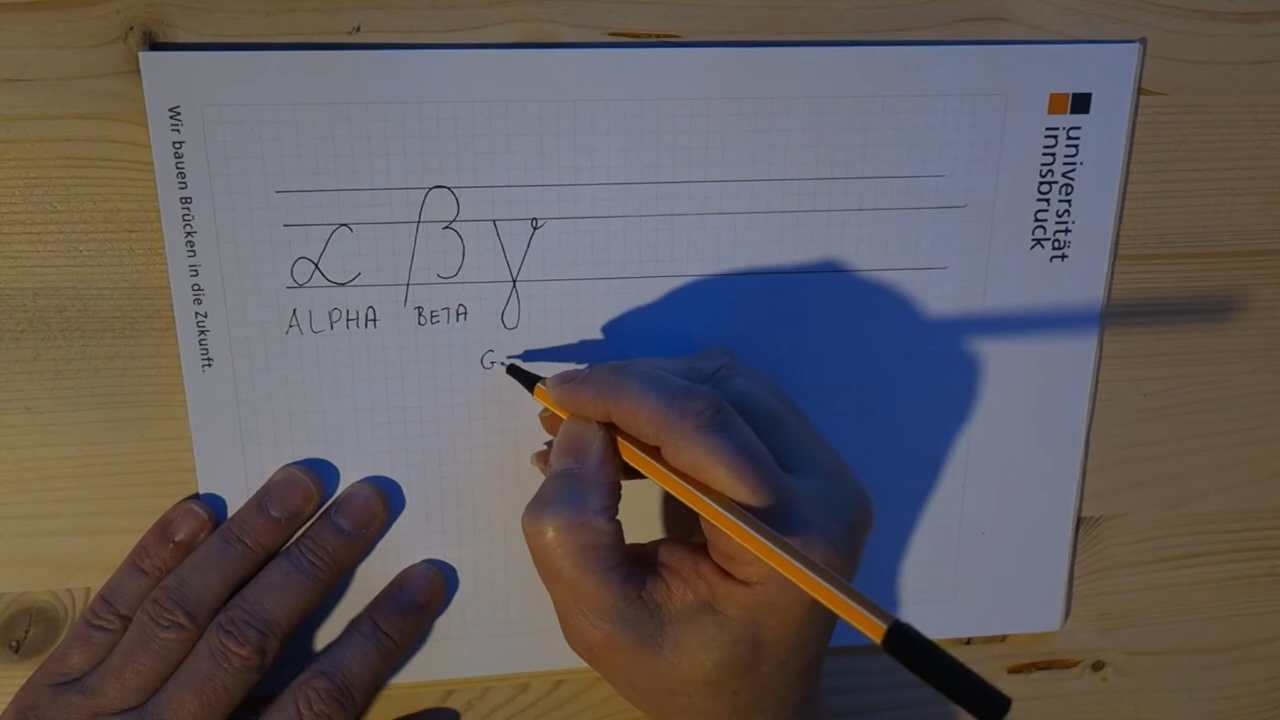 α β γ
ALPHA BETA
G
Wir bauen Brücken in die Zukunft.
universität
innsbruck